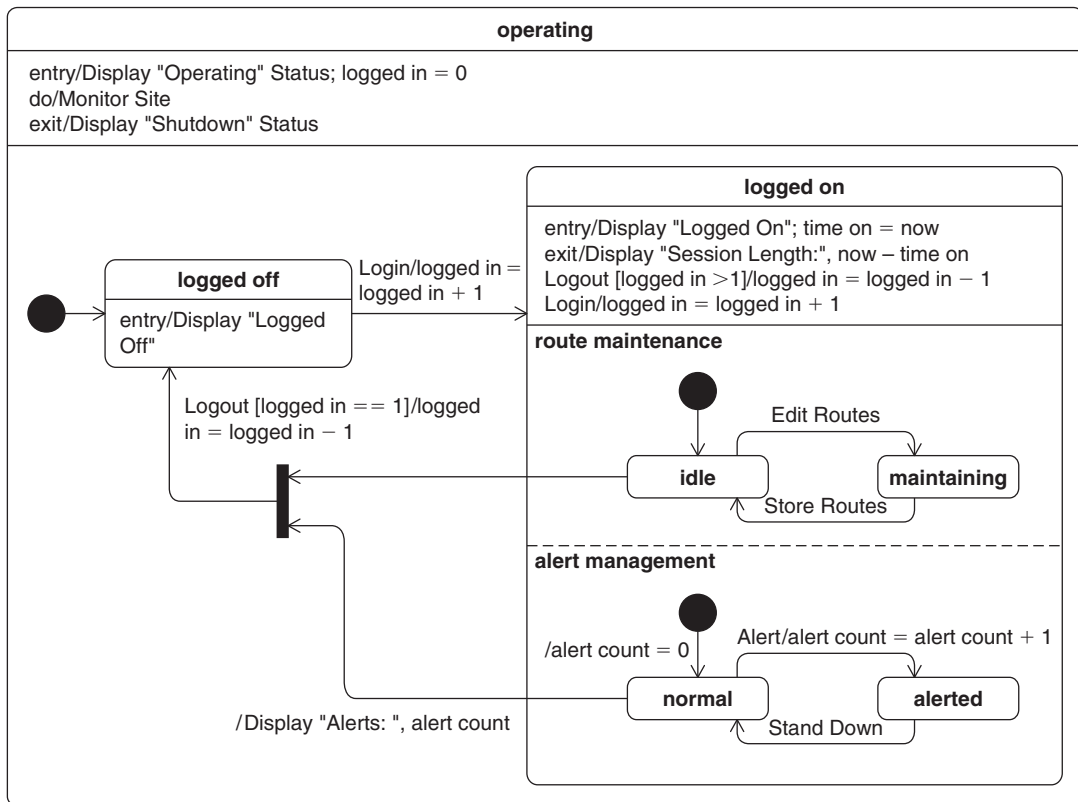 operating
entry/Display "Operating" Status; logged in = 0
do/Monitor Site
exit/Display "Shutdown" Status
logged on
entry/Display "Logged On"; time on = now
exit/Display "Session Length:", now – time on
Logout [logged in >1]/logged in = logged in − 1
Login/logged in = logged in + 1
logged off
entry/Display "Logged
Off"
Login/logged in =
logged in + 1
Logout [logged in == 1]/logged
in = logged in − 1
route maintenance
Edit Routes
idle
maintaining
Store Routes
alert management
/alert count = 0
Alert/alert count = alert count + 1
normal
alerted
Stand Down
/Display "Alerts: ", alert count